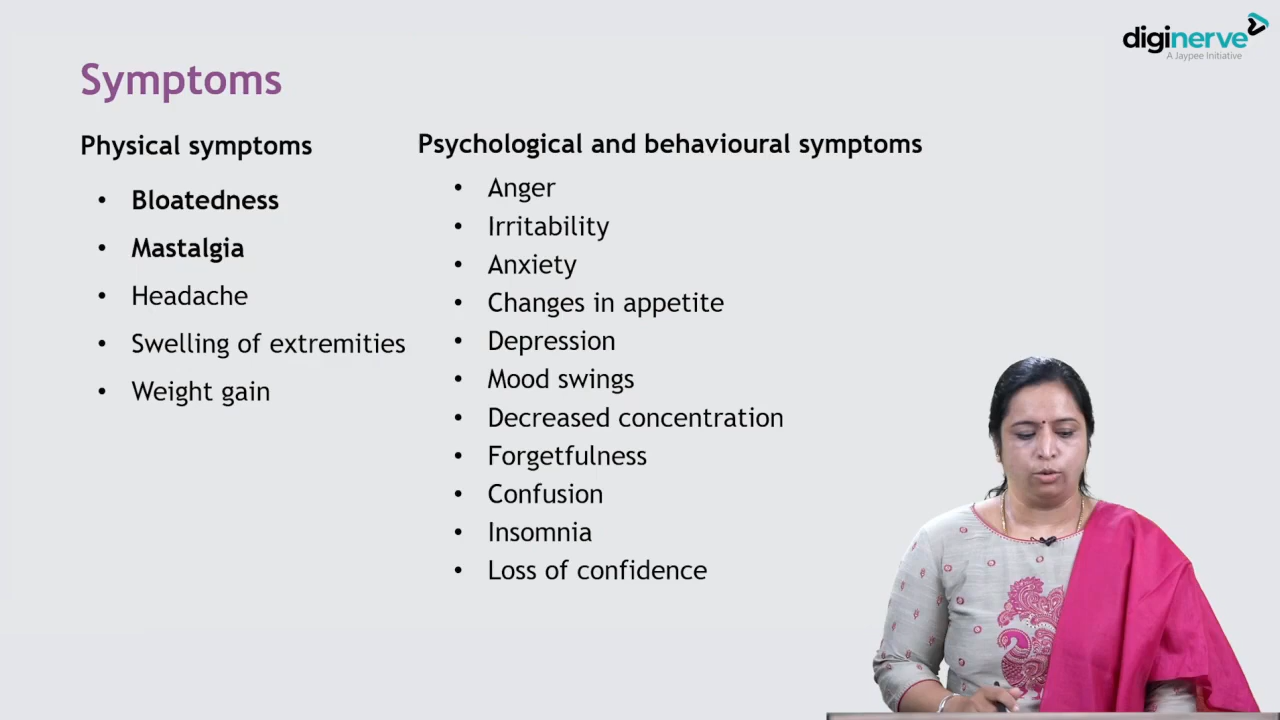 diginerve
A Jaypee Initiative
Symptoms
Physical symptoms
• Bloatedness
• Mastalgia
• Headache
• Swelling of extremities
• Weight gain
Psychological and behavioural symptoms
• Anger
• Irritability
• Anxiety
• Changes in appetite
• Depression
• Mood swings
• Decreased concentration
• Forgetfulness
• Confusion
• Insomnia
• Loss of confidence